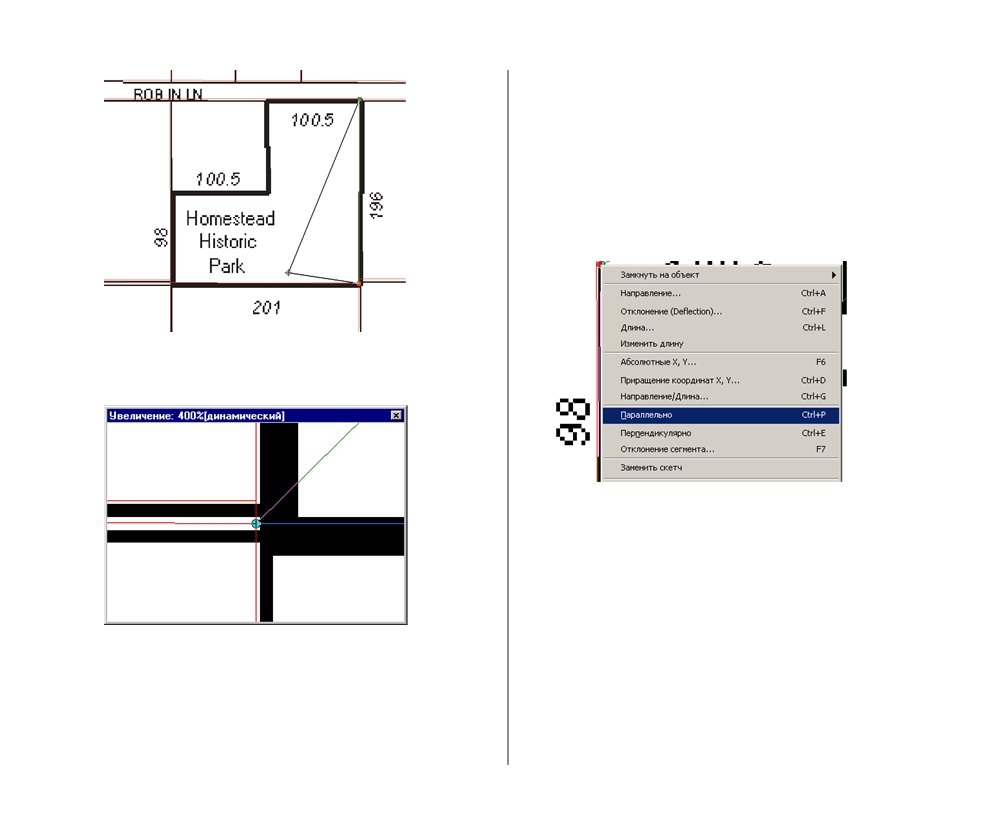 ROBIN LN
100.5
100.5
196
98
Homestead
Historic
Park
201
Увеличение: 400%[динамический]
Замкнуть на объект
Направление... Ctrl+A
Отклонение (Deflection)... Ctrl+F
Длина... Ctrl+L
Изменить длину
Абсолютные X, Y... F6
Приращение координат X, Y... Ctrl+D
Направление/Длина... Ctrl+G
Параллельно Ctrl+P
98
Перпендикулярно Ctrl+E
Отклонение сегмента... F7
Заменить скетч